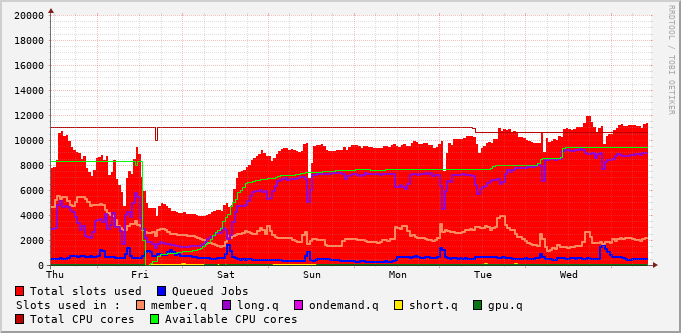 20000
18000
16000
14000
12000
10000
8000
6000
4000
2000
0
Thu Fri Sat Sun Mon Tue Wed
Total slots used Queued Jobs
Slots used in : member.q long.q ondemand.q short.q gpu.q
Total CPU cores Available CPU cores
RRDTOOL / TOBI OETIKER